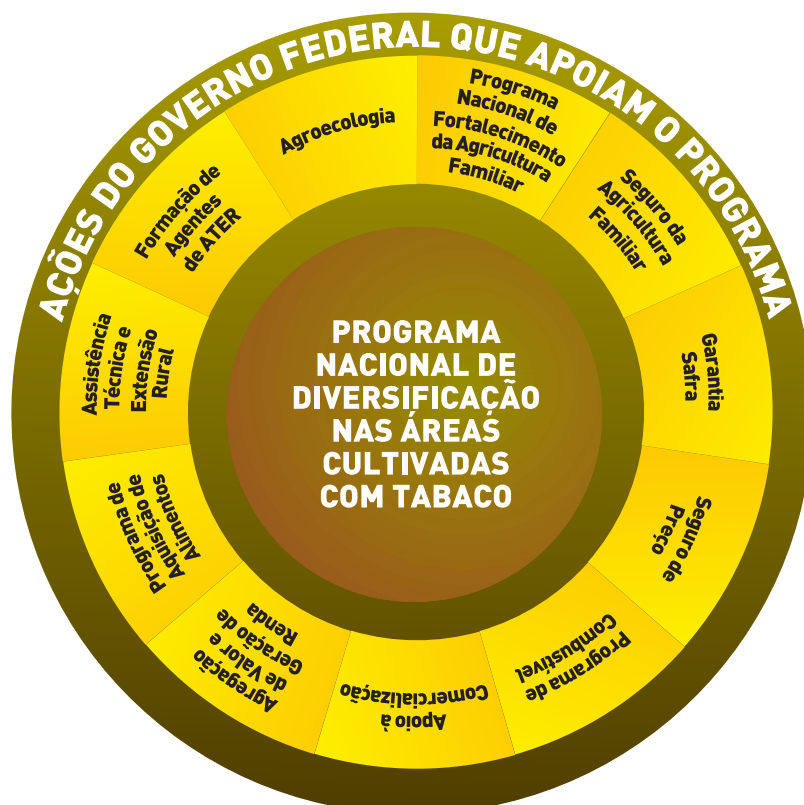 AÇÕES DO GOVERNO FEDERAL QUE APOIAM O PROGRAMA
Programa
Nacional de
Fortalecimento
da Agricultura
Familiar
Seguro da
Agricultura
Familiar
Garantia
Safra
Seguro de
Preço
Programa de
Combustível
Apoio à
Comercialização
Agregação
de Valor e
Geração de
Renda
Programa de
Aquisição de
Alimentos
Assistência
Técnica e
Extensão
Rural
Formação de
Agentes
de ATER
Agroecologia
PROGRAMA
NACIONAL DE
DIVERSIFICAÇÃO
NAS ÁREAS
CULTIVADAS
COM TABACO